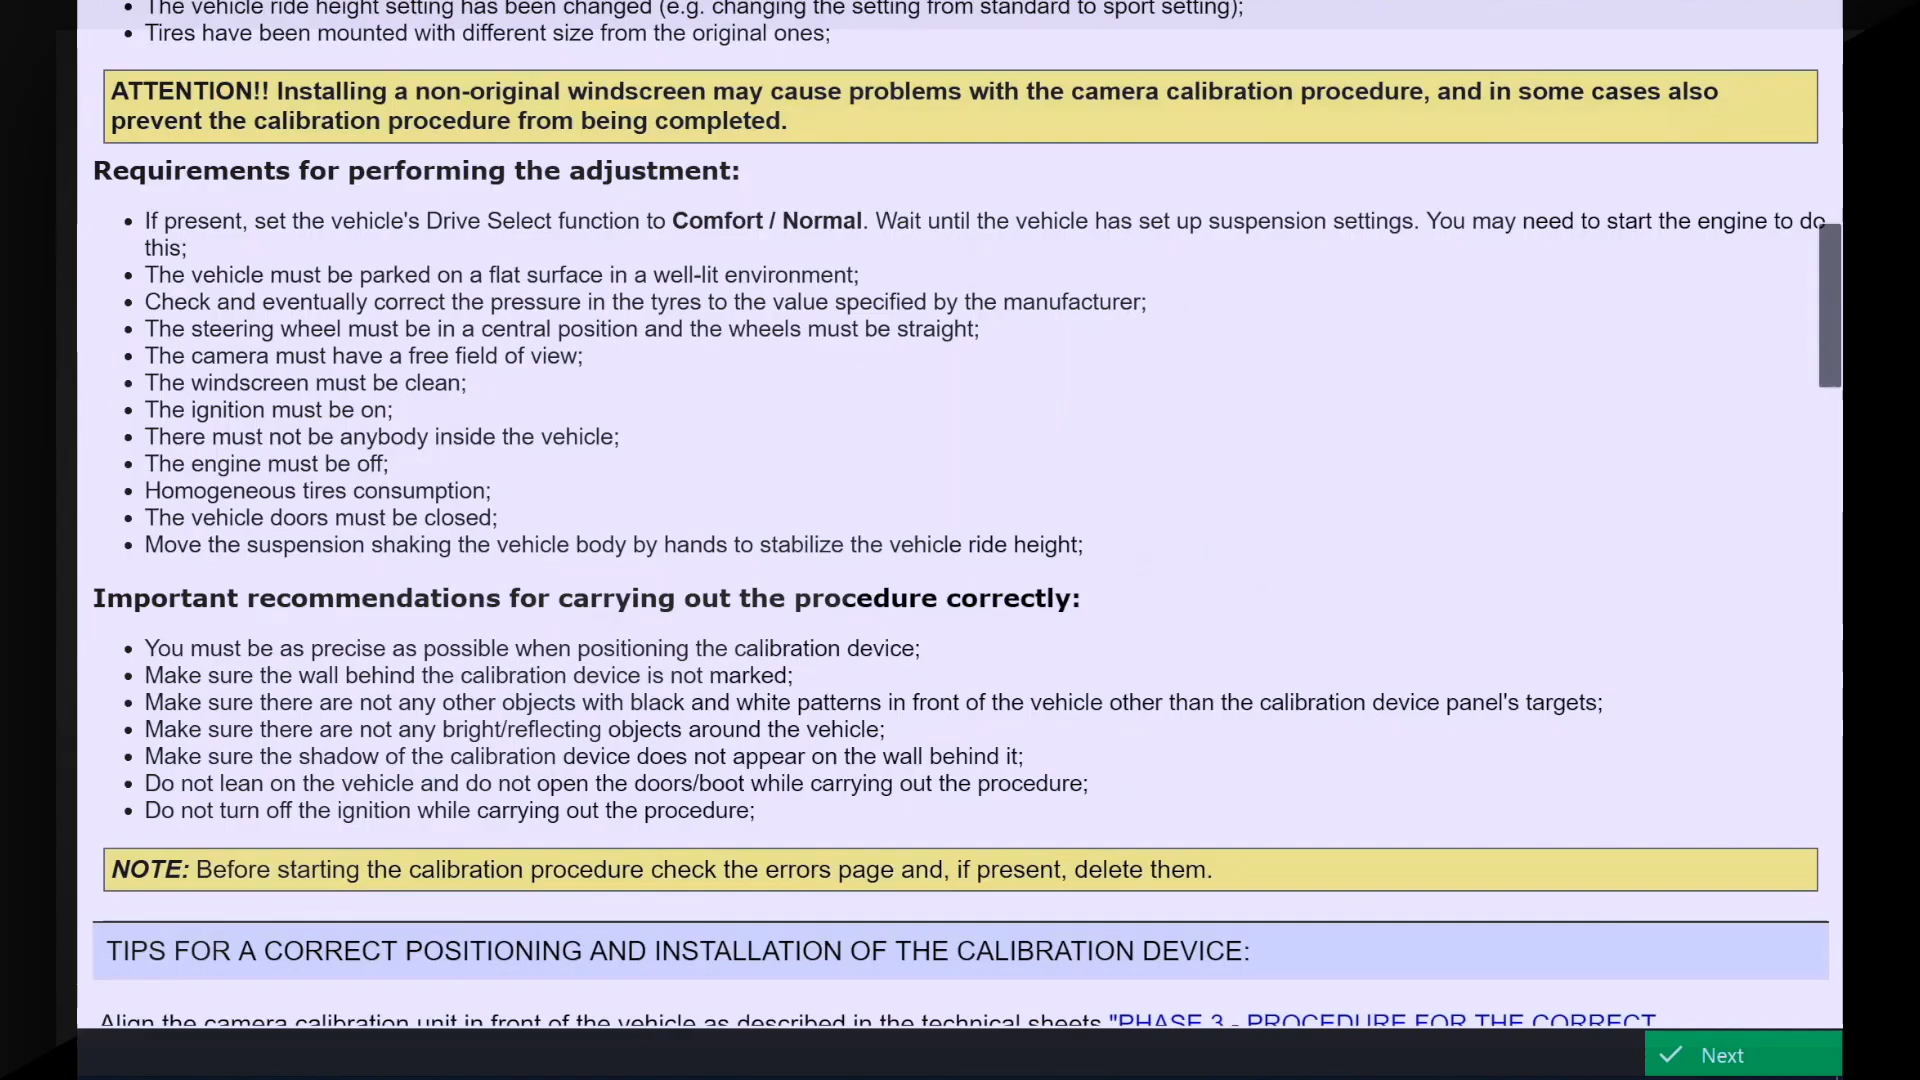 The vehicle ride height setting has been changed (e.g. changing the setting from standard to sport setting);
Tires have been mounted with different size from the original ones;
ATTENTION!! Installing a non-original windscreen may cause problems with the camera calibration procedure, and in some cases also
prevent the calibration procedure from being completed.
Requirements for performing the adjustment:
If present, set the vehicle's Drive Select function to Comfort / Normal. Wait until the vehicle has set up suspension settings. You may need to start the engine to do
this;
The vehicle must be parked on a flat surface in a well-lit environment;
Check and eventually correct the pressure in the tyres to the value specified by the manufacturer;
The steering wheel must be in a central position and the wheels must be straight;
The camera must have a free field of view;
The windscreen must be clean;
The ignition must be on;
There must not be anybody inside the vehicle;
The engine must be off;
Homogeneous tires consumption;
The vehicle doors must be closed;
Move the suspension shaking the vehicle body by hands to stabilize the vehicle ride height;
Important recommendations for carrying out the procedure correctly:
You must be as precise as possible when positioning the calibration device;
Make sure the wall behind the calibration device is not marked;
Make sure there are not any other objects with black and white patterns in front of the vehicle other than the calibration device panel's targets;
Make sure there are not any bright/reflecting objects around the vehicle;
Make sure the shadow of the calibration device does not appear on the wall behind it;
Do not lean on the vehicle and do not open the doors/boot while carrying out the procedure;
Do not turn off the ignition while carrying out the procedure;
NOTE: Before starting the calibration procedure check the errors page and, if present, delete them.
TIPS FOR A CORRECT POSITIONING AND INSTALLATION OF THE CALIBRATION DEVICE:
Align the camera calibration unit in front of the vehicle as described in the technical sheets "PHASE 3 - PROCEDURE FOR THE CORRECT
Next